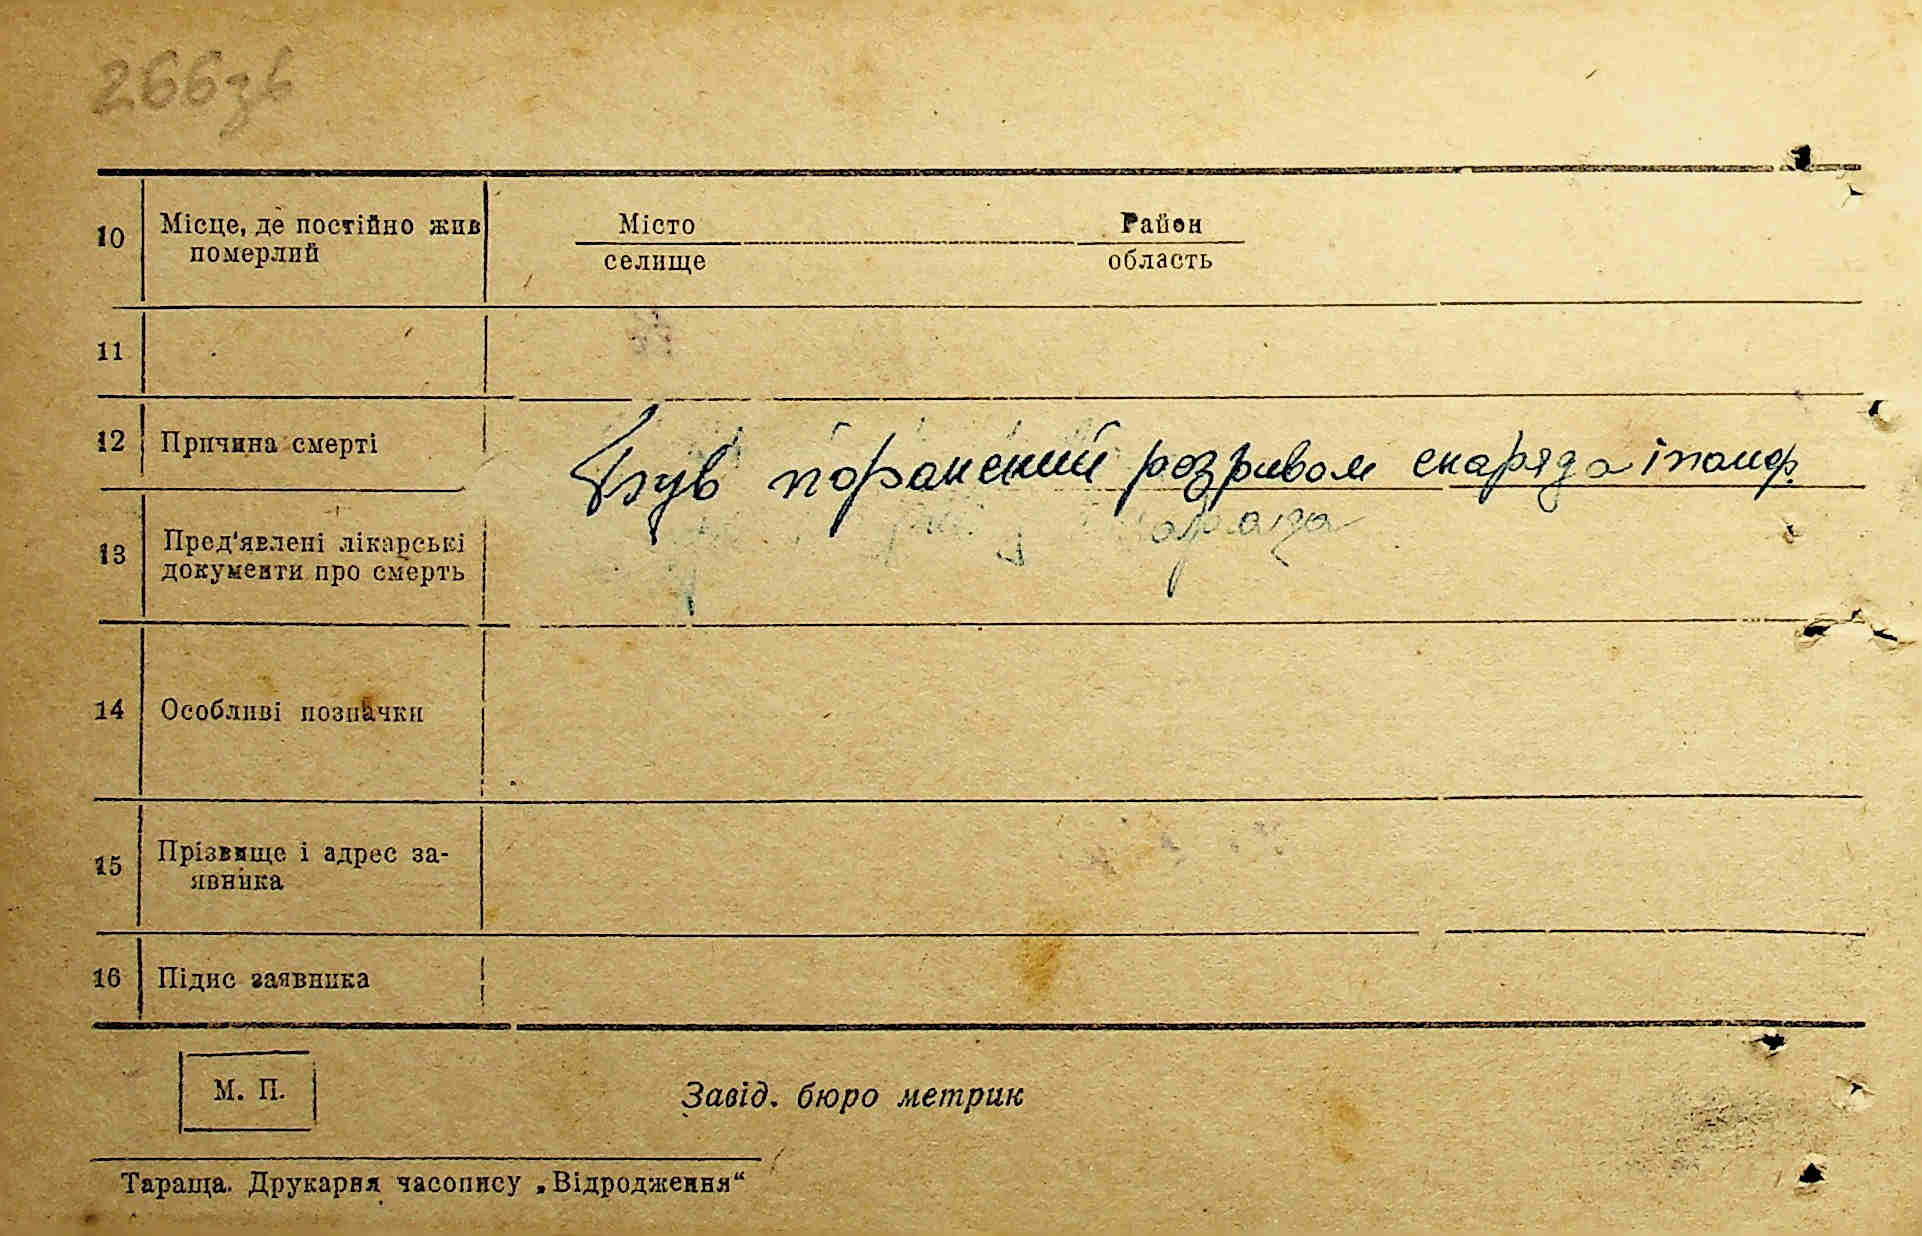 266зв
10 Місце, де постійно жив Місто Район
померлий селище область
11
12 Причина смерті Був поранений розривом снаряда і помер.
13 Пред'явлені лікарські
документи про смерть
14 Особливі позначки
15 Прізвище і адрес за-
явника
16 Підис заявника
М. П. Завід. бюро метрик
Тараща. Друкарня часопису „Відродження“